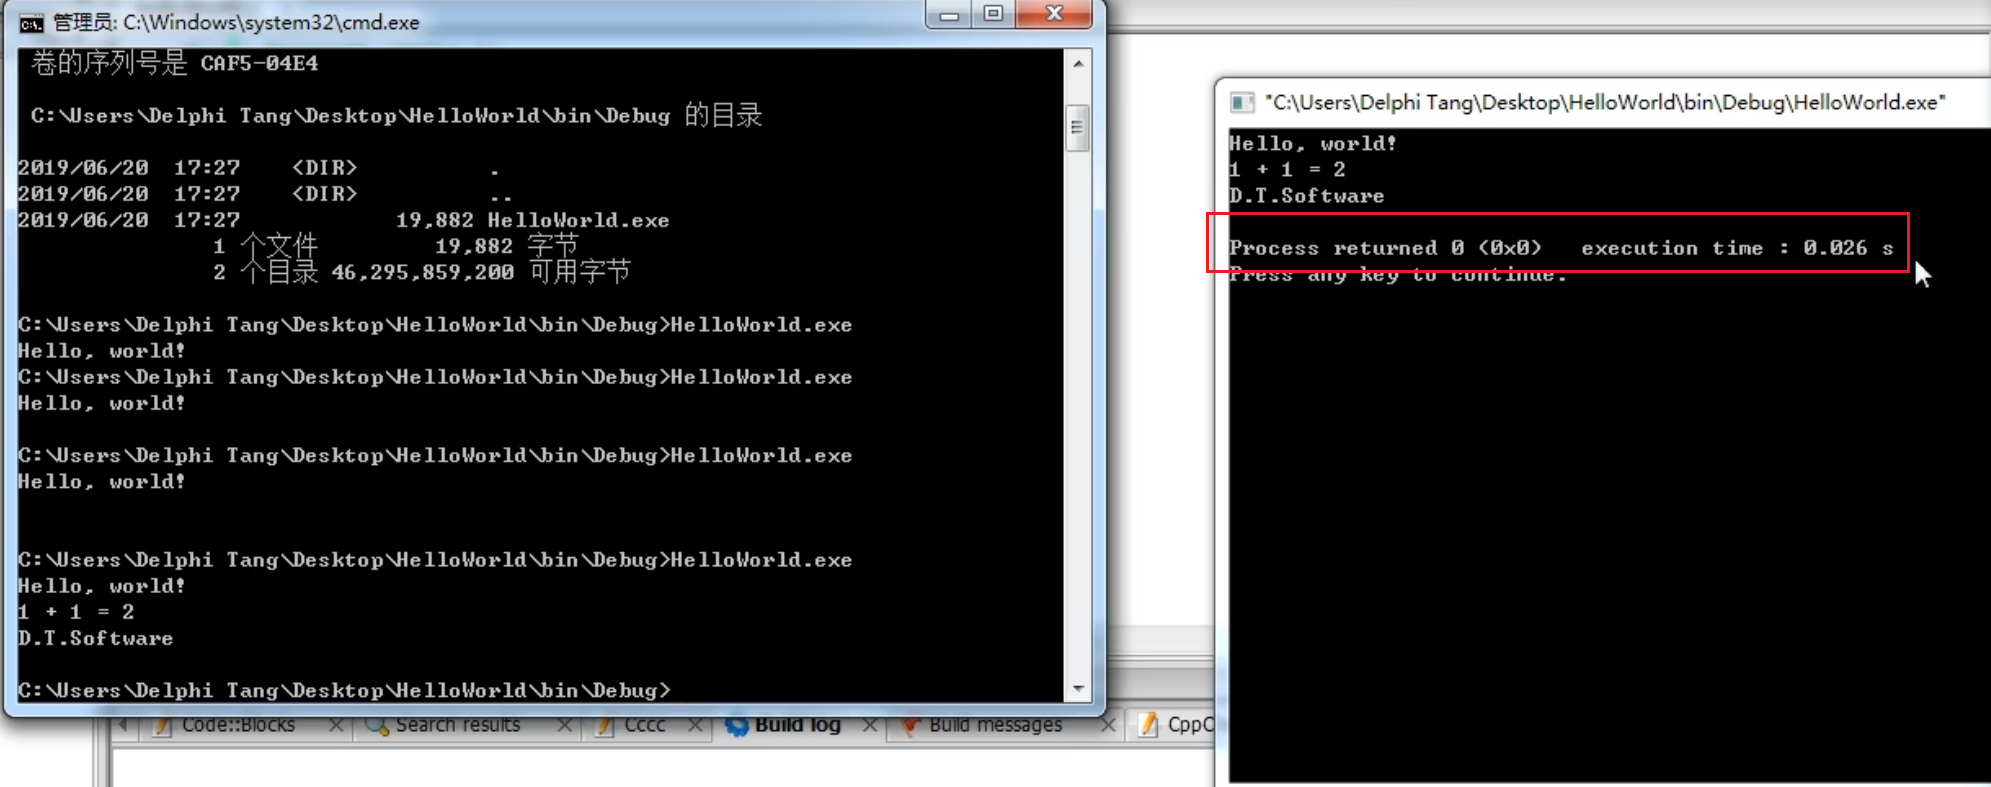 管理员: C:\Windows\system32\cmd.exe
卷的序列号是 CAF5-04E4
C:\Users\Delphi Tang\Desktop\HelloWorld\bin\Debug 的目录
2019/06/20  17:27    <DIR>          .
2019/06/20  17:27    <DIR>          ..
2019/06/20  17:27            19,882 HelloWorld.exe
1 个文件         19,882 字节
2 个目录 46,295,859,200 可用字节
C:\Users\Delphi Tang\Desktop\HelloWorld\bin\Debug>HelloWorld.exe
Hello, world!
C:\Users\Delphi Tang\Desktop\HelloWorld\bin\Debug>HelloWorld.exe
Hello, world!
C:\Users\Delphi Tang\Desktop\HelloWorld\bin\Debug>HelloWorld.exe
Hello, world!
C:\Users\Delphi Tang\Desktop\HelloWorld\bin\Debug>HelloWorld.exe
Hello, world!
1 + 1 = 2
D.T.Software
C:\Users\Delphi Tang\Desktop\HelloWorld\bin\Debug>
"C:\Users\Delphi Tang\Desktop\HelloWorld\bin\Debug\HelloWorld.exe"
Hello, world!
1 + 1 = 2
D.T.Software
Process returned 0 (0x0)   execution time : 0.026 s
Press any key to continue.
Code::Blocks
Search results
Cccc
Build log
Build messages
CppC